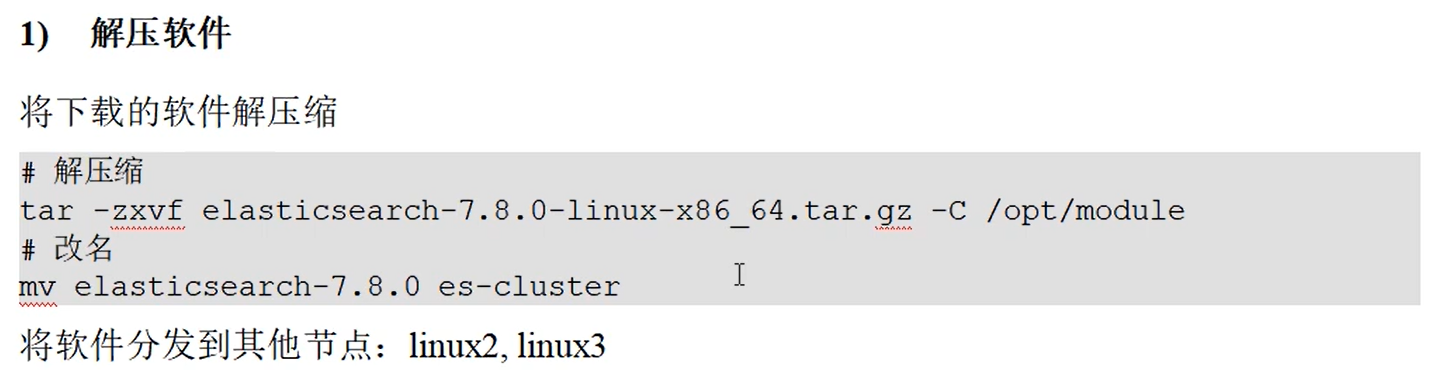 1) 解压软件
将下载的软件解压缩
# 解压缩
tar -zxvf elasticsearch-7.8.0-linux-x86_64.tar.gz -C /opt/module
# 改名
mv elasticsearch-7.8.0 es-cluster
将软件分发到其他节点：linux2, linux3